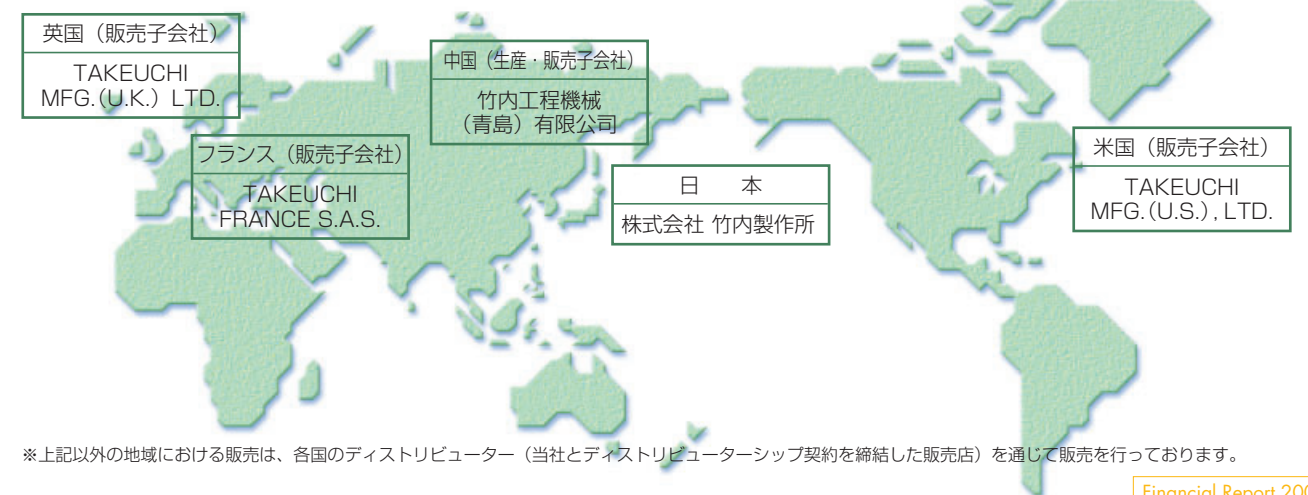 英国（販売子会社）
TAKEUCHI
MFG.(U.K.) LTD.
中国（生産・販売子会社）
竹内工程機械
（青島）有限公司
フランス（販売子会社）
TAKEUCHI
FRANCE S.A.S.
日　本
株式会社 竹内製作所
米国（販売子会社）
TAKEUCHI
MFG.(U.S.), LTD.
※上記以外の地域における販売は、各国のディストリビューター（当社とディストリビューターシップ契約を締結した販売店）を通じて販売を行っております。
Financial Report